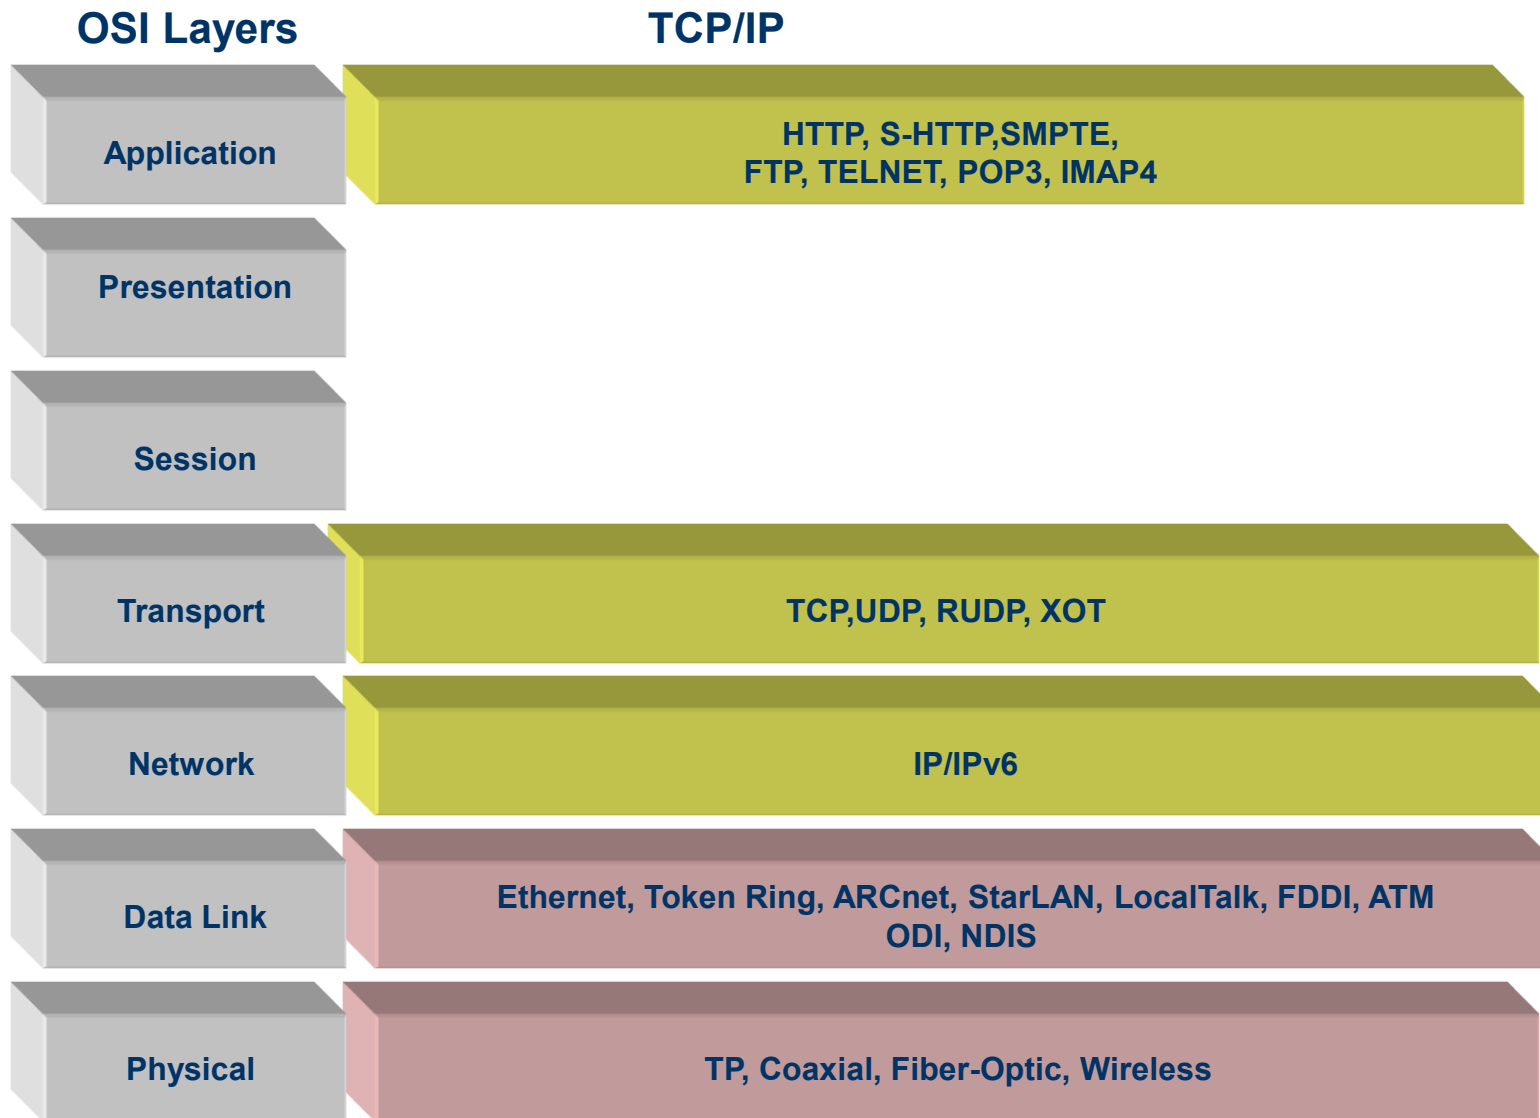 OSI Layers TCP/IP
Application
HTTP, S-HTTP,SMPTE,
FTP, TELNET, POP3, IMAP4
Presentation
Session
Transport
TCP,UDP, RUDP, XOT
Network
IP/IPv6
Data Link
Ethernet, Token Ring, ARCnet, StarLAN, LocalTalk, FDDI, ATM
ODI, NDIS
Physical
TP, Coaxial, Fiber-Optic, Wireless